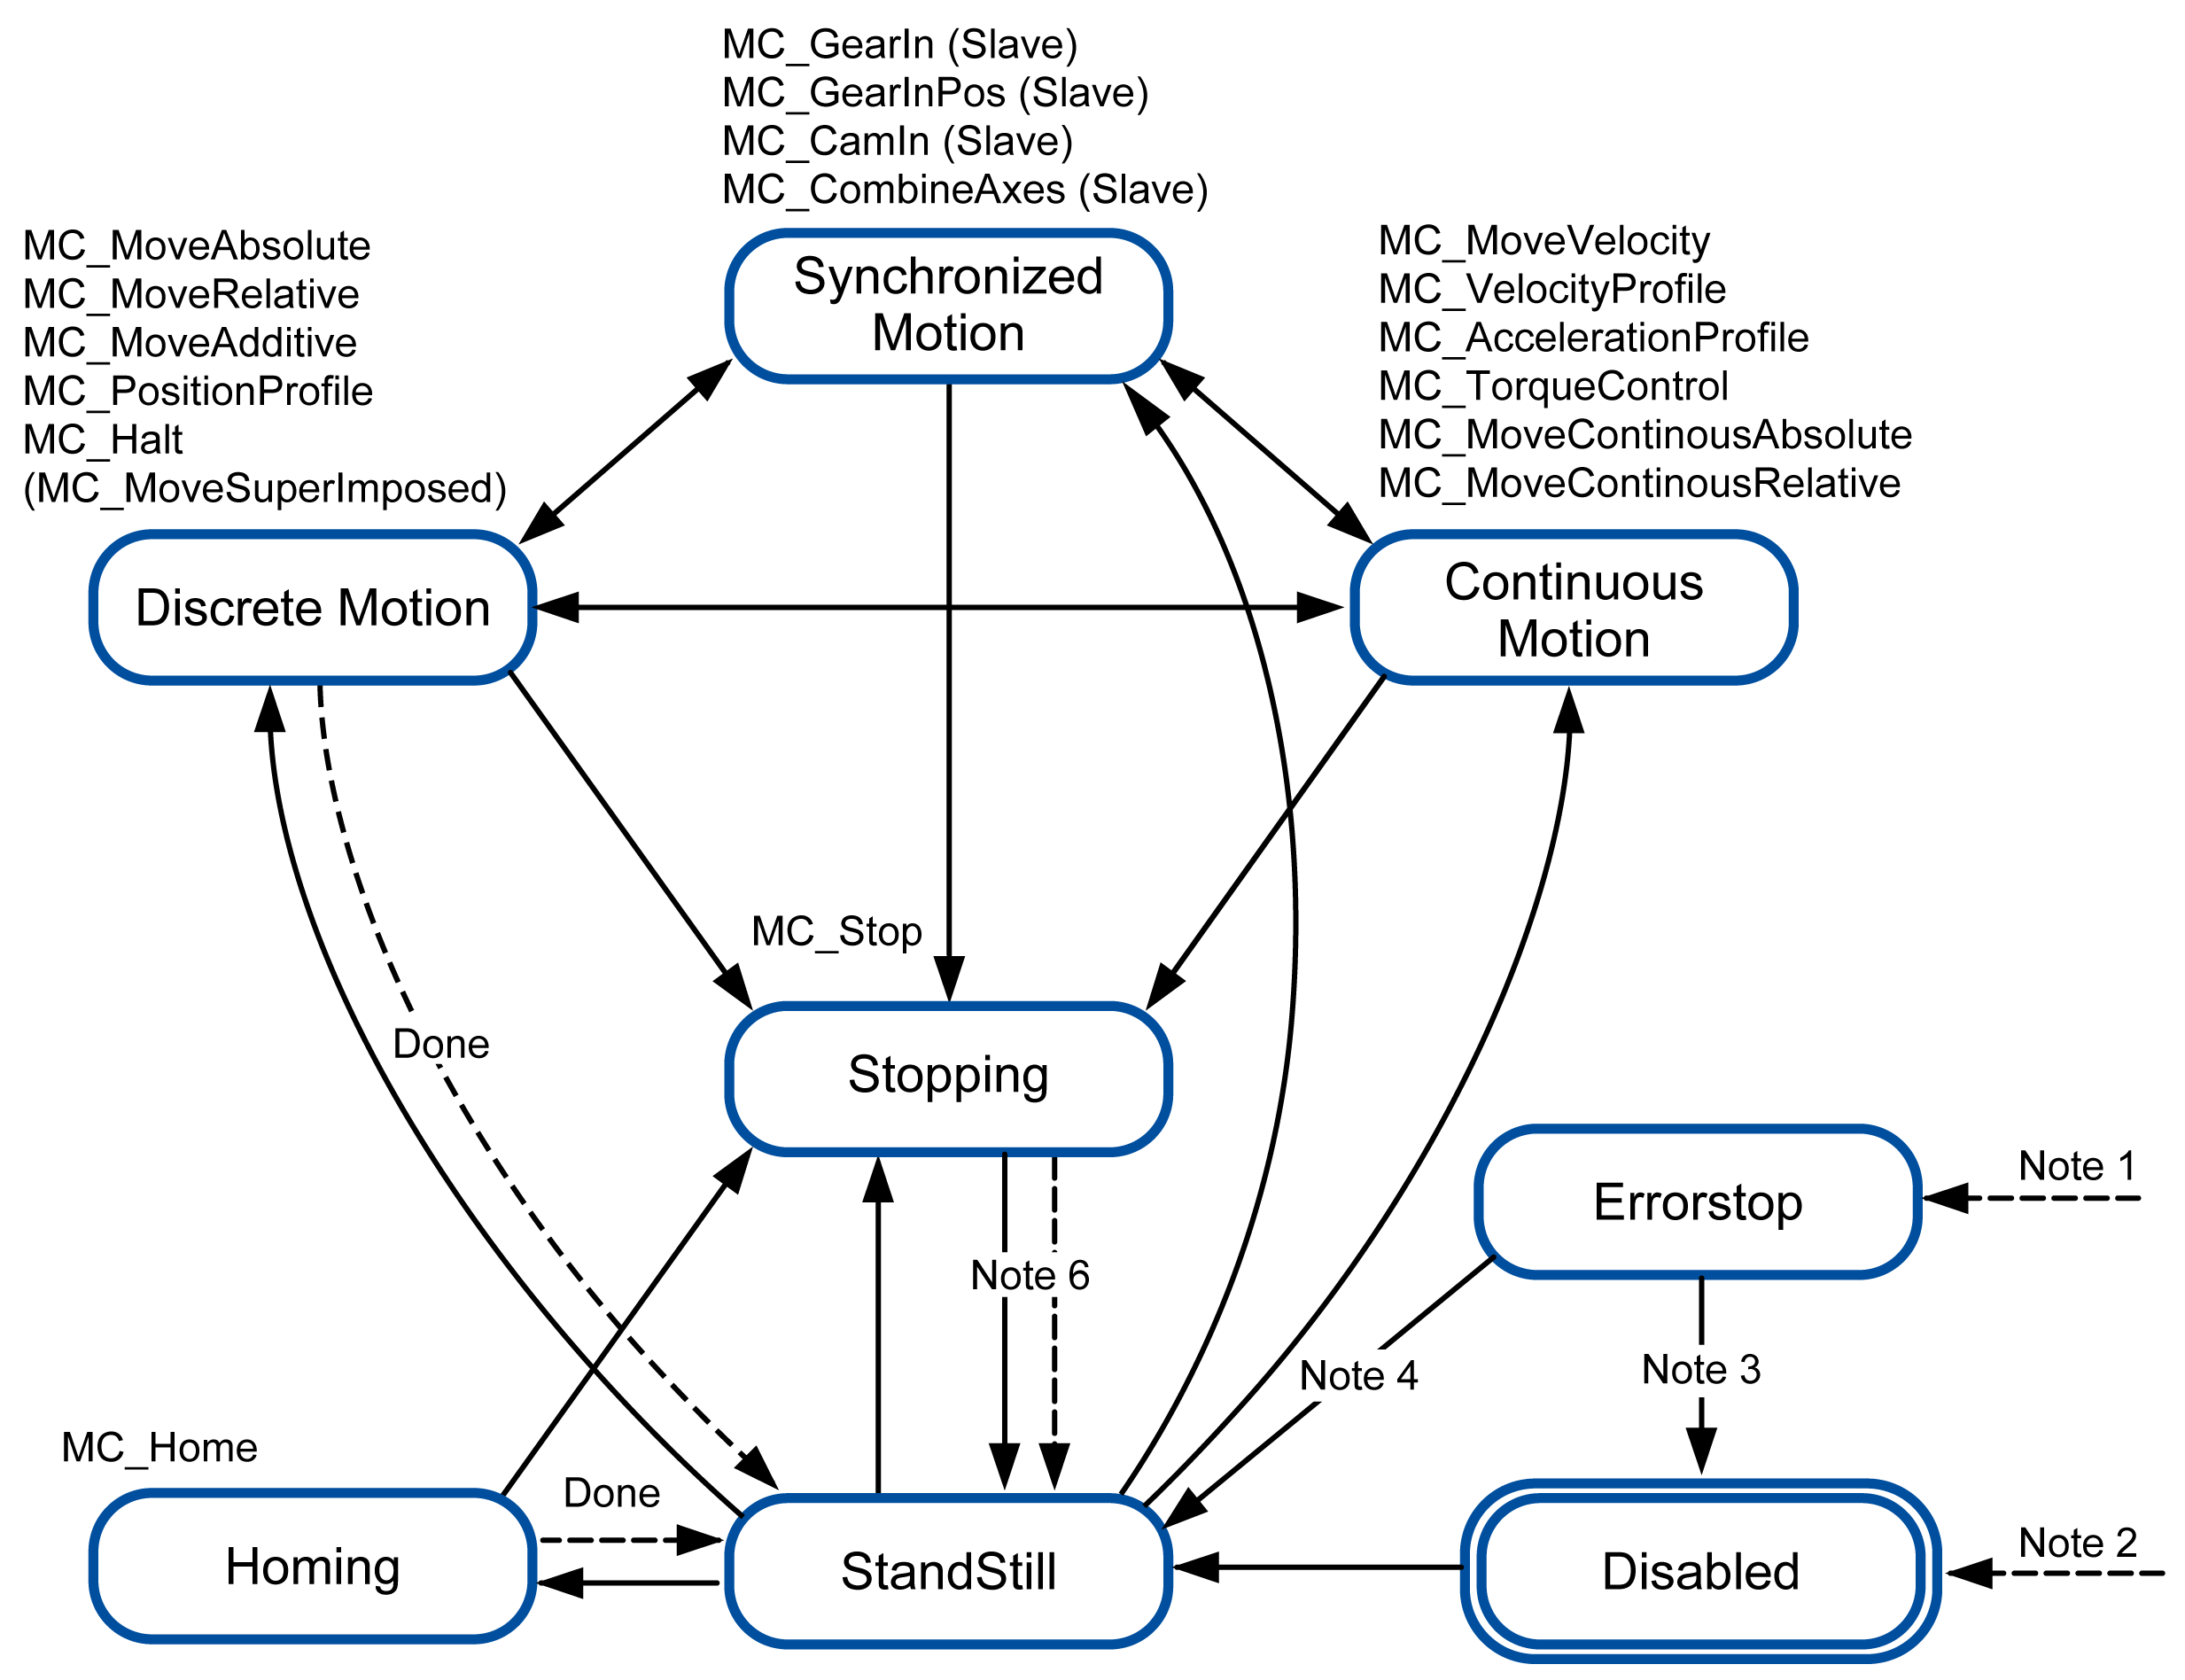 MC_GearIn (Slave)
MC_GearInPos (Slave)
MC_CamIn (Slave)
MC_CombineAxes (Slave)
MC_MoveAbsolute
MC_MoveRelative
MC_MoveAdditive
MC_PositionProfile
MC_Halt
(MC_MoveSuperImposed)
Synchronized
Motion
MC_MoveVelocity
MC_VelocityProfile
MC_AccelerationProfile
MC_TorqueControl
MC_MoveContinousAbsolute
MC_MoveContinousRelative
Discrete Motion
Continuous
Motion
MC_Stop
Done
Stopping
Errorstop
Note 1
Note 6
Note 4
Note 3
MC_Home
Done
Homing
StandStill
Disabled
Note 2